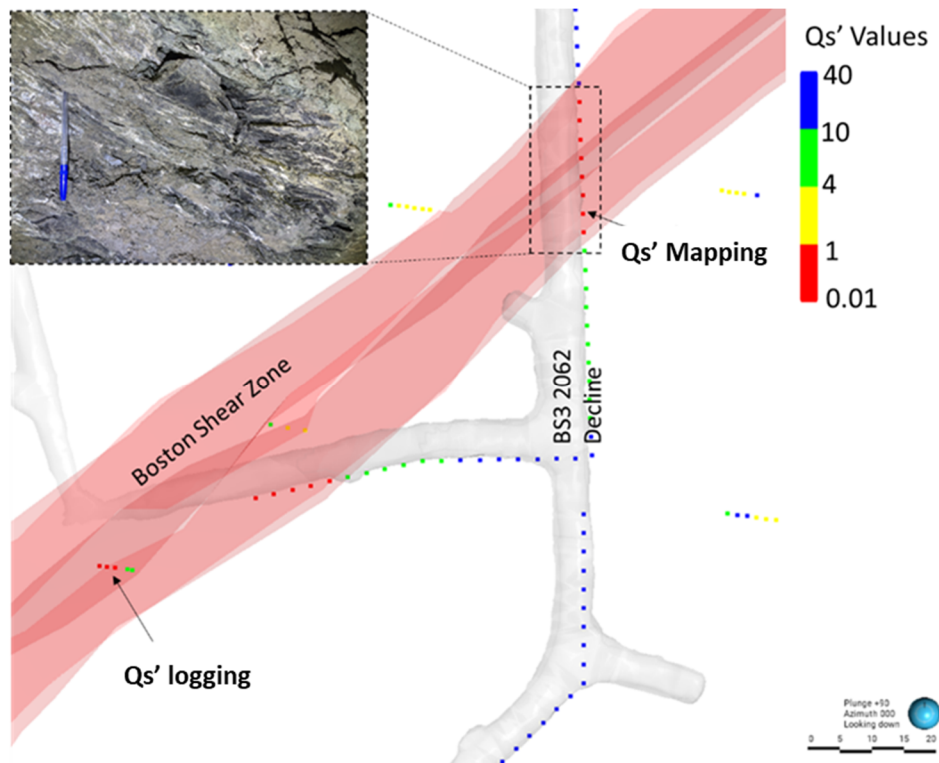 Qs’ Values
40
10
4
1
0.01
Qs’ Mapping
BS3 2062
Decline
Boston Shear Zone
Qs’ logging
Plunge +90
Azimuth 000
Looking down
0 5 10 15 20